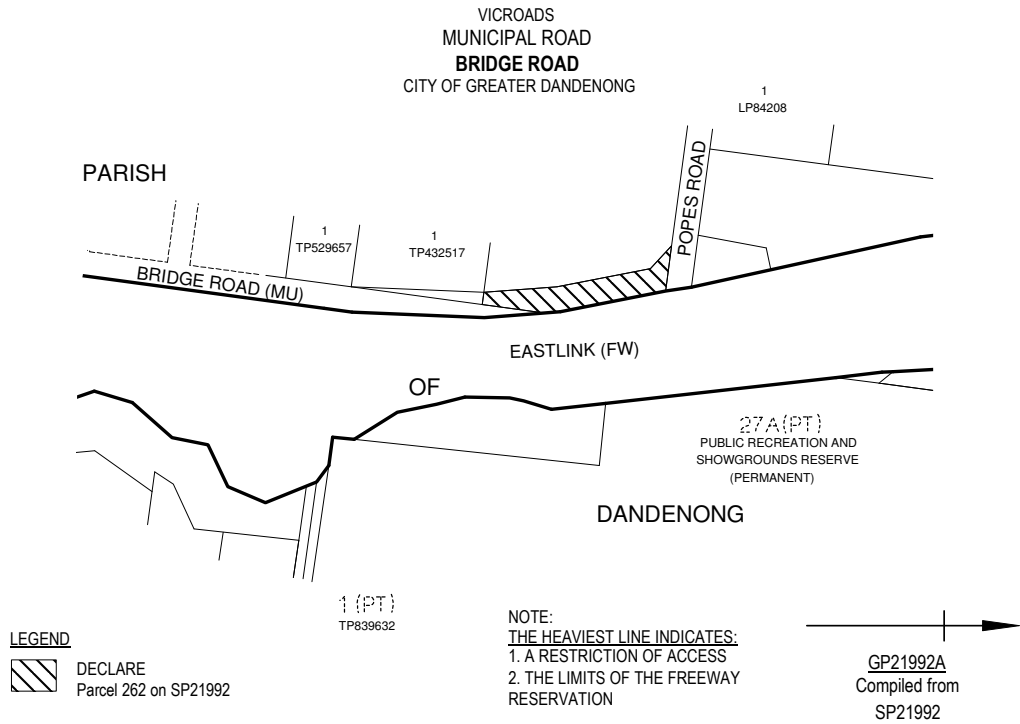 VICROADS
MUNICIPAL ROAD
BRIDGE ROAD
CITY OF GREATER DANDENONG
1
LP84208
PARISH
POPES ROAD
1
TP529657
1
TP432517
BRIDGE ROAD (MU)
EASTLINK (FW)
OF
27A(PT)
PUBLIC RECREATION AND
SHOWGROUNDS RESERVE
(PERMANENT)
DANDENONG
1 (PT)
TP839632
LEGEND
DECLARE
Parcel 262 on SP21992
NOTE:
THE HEAVIEST LINE INDICATES:
1. A RESTRICTION OF ACCESS
2. THE LIMITS OF THE FREEWAY
RESERVATION
GP21992A
Compiled from
SP21992